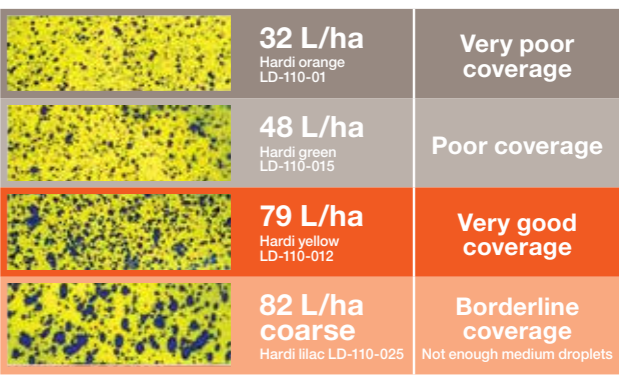 32 L/ha
Hardi orange
LD-110-01
Very poor
coverage
48 L/ha
Hardi green
LD-110-015
Poor coverage
79 L/ha
Hardi yellow
LD-110-012
Very good
coverage
82 L/ha
coarse
Hardi lilac LD-110-025
Borderline
coverage
Not enough medium droplets